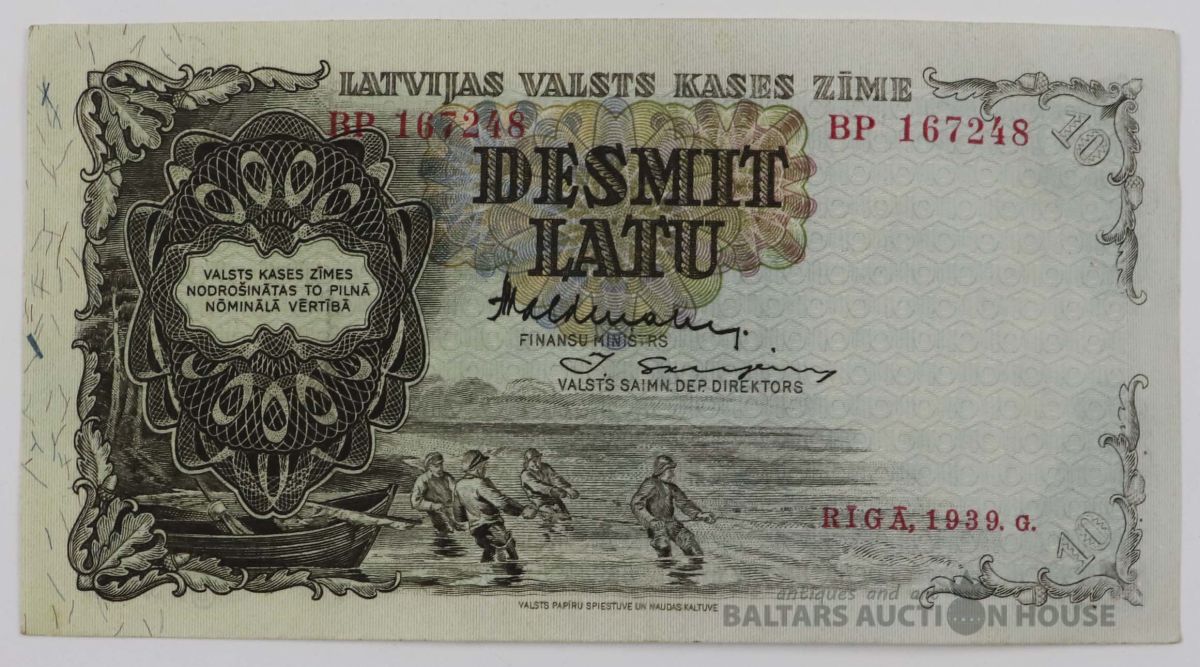 LATVIJAS VALSTS KASES ZĪME
BP 167248
BP 167248
10
DESMIT
LATU
VALSTS KASES ZĪMES
NODROŠINĀTAS TO PILNĀ
NŌMINĀLĀ VĒRTĪBĀ
FINANSU MINISTRS
VALSTS SAIMN. DEP. DIREKTORS
RĪGĀ, 1939. G.
10
VALSTS PAPĪRU SPIESTUVE UN NAUDAS KALTUVE
antiques and art
BALTARS AUCTION HOUSE